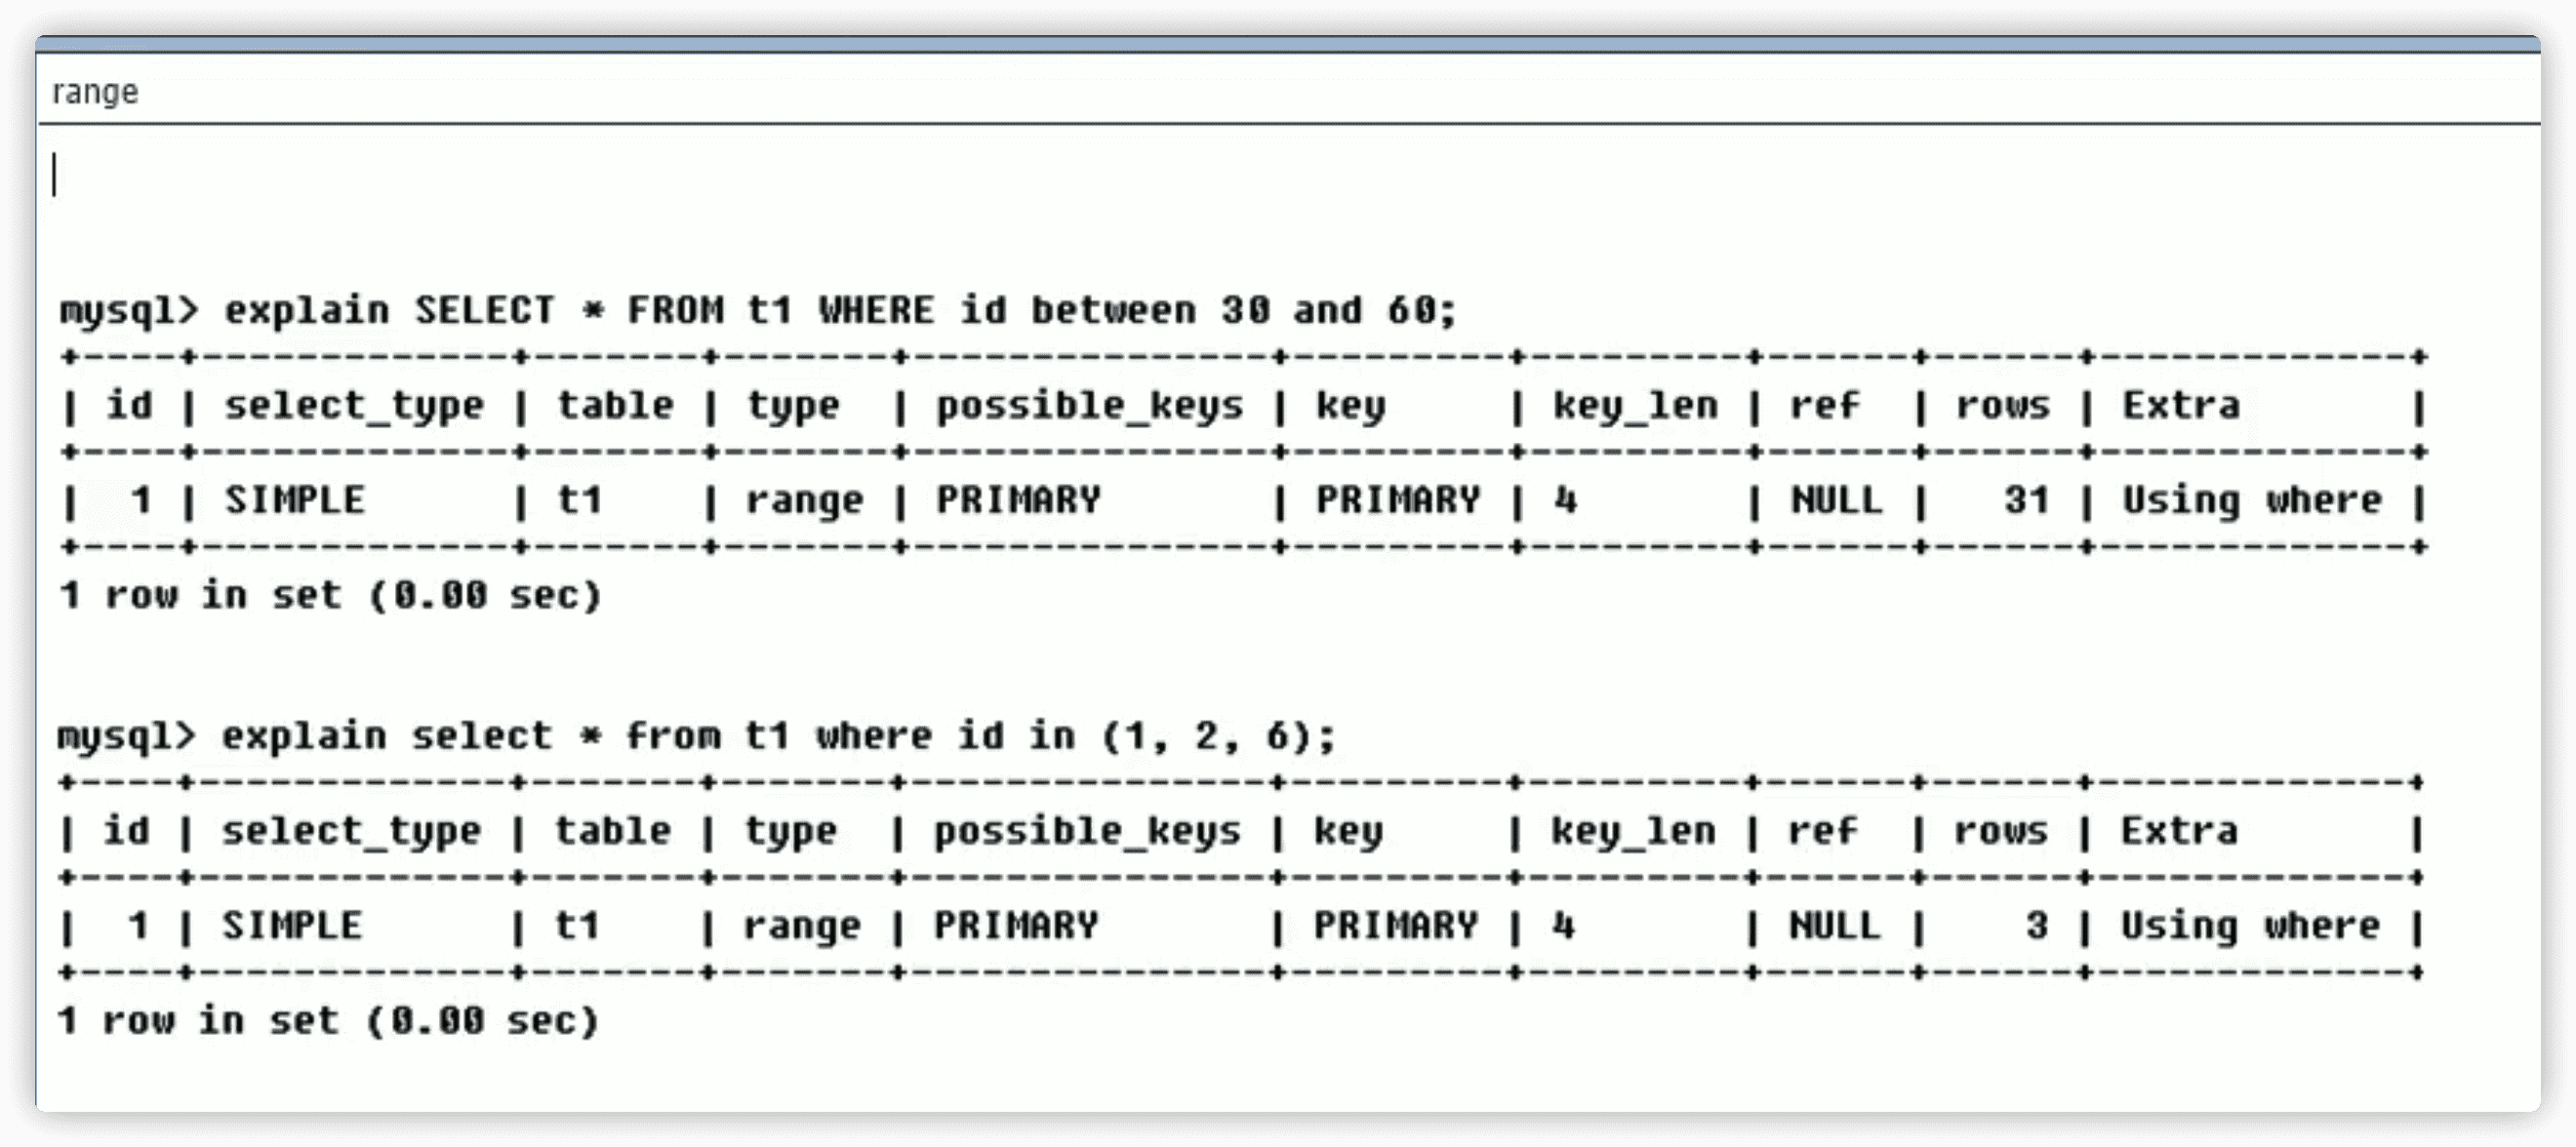 range
mysql> explain SELECT * FROM t1 WHERE id between 30 and 60;
+----+-------------+-------+-------+---------------+---------+---------+------+------+-------------+
| id | select_type | table | type  | possible_keys | key     | key_len | ref  | rows | Extra       |
+----+-------------+-------+-------+---------------+---------+---------+------+------+-------------+
|  1 | SIMPLE      | t1    | range | PRIMARY       | PRIMARY | 4       | NULL |   31 | Using where |
+----+-------------+-------+-------+---------------+---------+---------+------+------+-------------+
1 row in set (0.00 sec)
mysql> explain select * from t1 where id in (1, 2, 6);
+----+-------------+-------+-------+---------------+---------+---------+------+------+-------------+
| id | select_type | table | type  | possible_keys | key     | key_len | ref  | rows | Extra       |
+----+-------------+-------+-------+---------------+---------+---------+------+------+-------------+
|  1 | SIMPLE      | t1    | range | PRIMARY       | PRIMARY | 4       | NULL |    3 | Using where |
+----+-------------+-------+-------+---------------+---------+---------+------+------+-------------+
1 row in set (0.00 sec)